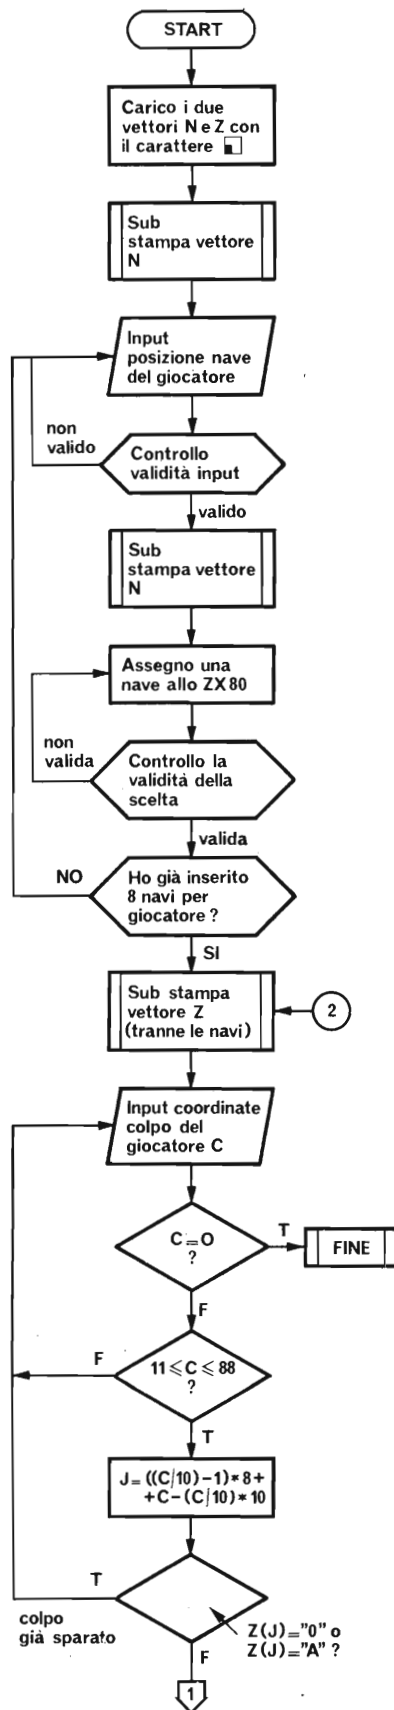 START
Carico i due
vettori N e Z con
il carattere
Sub
stampa vettore
N
Input
posizione nave
del giocatore
non
valido
Controllo
validità input
valido
Sub
stampa vettore
N
Assegno una
nave allo ZX80
non
valida
Controllo la
validità della
scelta
valida
NO
Ho già inserito
8 navi per
giocatore ?
SI
Sub stampa
vettore Z
(tranne le navi)
2
Input coordinate
colpo del
giocatore C
C=O
?
T
FINE
F
F
11≤C≤88
?
T
J=((C/10)-1)*8+
+C-(C/10)*10
T
colpo
già sparato
Z(J)="0" o
Z(J)="A" ?
F
1